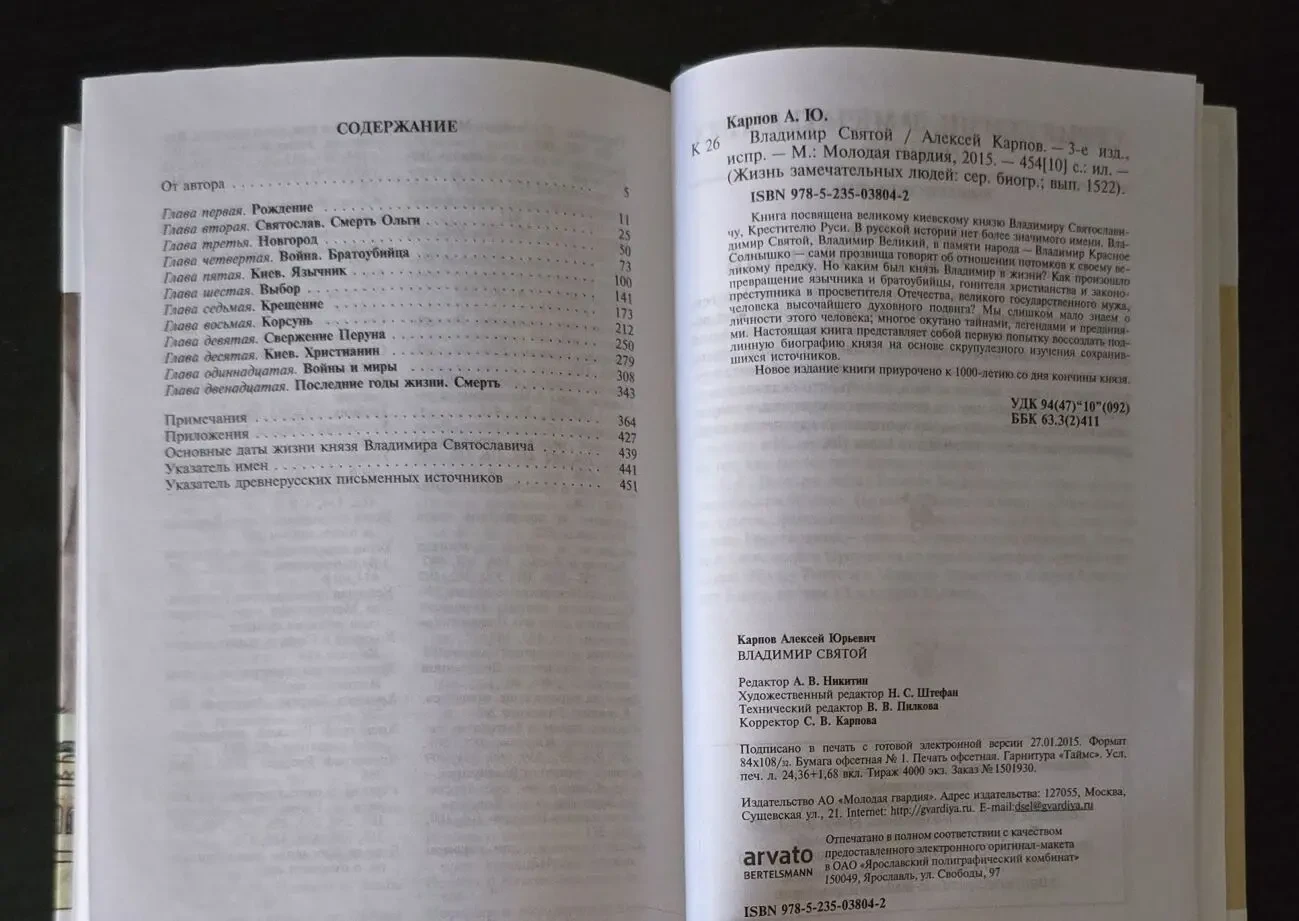 СОДЕРЖАНИЕ
От автора . . . . . . . . . . . . . . . . . . . . . . . . . . . . . . 5
Глава первая. Рождение . . . . . . . . . . . . . . . . . . . . 11
Глава вторая. Святослав. Смерть Ольги . . . . . . . . . . 25
Глава третья. Новгород . . . . . . . . . . . . . . . . . . . . 50
Глава четвертая. Война. Братоубийца . . . . . . . . . . . 73
Глава пятая. Киев. Язычник . . . . . . . . . . . . . . . . . 100
Глава шестая. Выбор . . . . . . . . . . . . . . . . . . . . . 141
Глава седьмая. Крещение . . . . . . . . . . . . . . . . . . 173
Глава восьмая. Корсунь . . . . . . . . . . . . . . . . . . . 212
Глава девятая. Свержение Перуна . . . . . . . . . . . . . 250
Глава десятая. Киев. Христианин . . . . . . . . . . . . . 279
Глава одиннадцатая. Войны и миры . . . . . . . . . . . . 308
Глава двенадцатая. Последние годы жизни. Смерть . . . . 343
Примечания . . . . . . . . . . . . . . . . . . . . . . . . . . 364
Приложения . . . . . . . . . . . . . . . . . . . . . . . . . . 427
Основные даты жизни князя Владимира Святославича . . . . 439
Указатель имен . . . . . . . . . . . . . . . . . . . . . . . . 441
Указатель древнерусских письменных источников . . . . . 451
Карпов А. Ю.
К 26 Владимир Святой / Алексей Карпов. — 3-е изд.,
испр. — М.: Молодая гвардия, 2015. — 454[10] с.: ил. —
(Жизнь замечательных людей: сер. биогр.; вып. 1522).
ISBN 978-5-235-03804-2
Книга посвящена великому киевскому князю Владимиру Святослави-
чу, Крестителю Руси. В русской истории нет более значимого имени. Вла-
димир Святой, Владимир Великий, в памяти народа — Владимир Красное
Солнышко — сами прозвища говорят об отношении потомков к своему ве-
ликому предку. Но каким был князь Владимир в жизни? Как произошло
превращение язычника и братоубийцы, гонителя христианства и законо-
преступника в просветителя Отечества, великого государственного мужа,
человека высочайшего духовного подвига? Мы слишком мало знаем о
личности этого человека; многое окутано тайнами, легендами и предания-
ми. Настоящая книга представляет собой первую попытку воссоздать под-
линную биографию князя на основе скрупулезного изучения сохранив-
шихся источников.
Новое издание книги приурочено к 1000-летию со дня кончины князя.
УДК 94(47)“10”(092)
ББК 63.3(2)411
Карпов Алексей Юрьевич
ВЛАДИМИР СВЯТОЙ
Редактор А. В. Никитин
Художественный редактор Н. С. Штефан
Технический редактор В. В. Пилкова
Корректор С. В. Карпова
Подписано в печать с готовой электронной версии 27.01.2015. Формат
84х108/32. Бумага офсетная № 1. Печать офсетная. Гарнитура «Таймс». Усл.
печ. л. 24,36+1,68 вкл. Тираж 4000 экз. Заказ № 1501930.
Издательство АО «Молодая гвардия». Адрес издательства: 127055, Москва,
Сущевская ул., 21. Internet: http://gvardiya.ru. E-mail:dsel@gvardiya.ru
arvato
BERTELSMANN
Отпечатано в полном соответствии с качеством
предоставленного электронного оригинал-макета
в ОАО «Ярославский полиграфический комбинат»
150049, Ярославль, ул. Свободы, 97
ISBN 978-5-235-03804-2